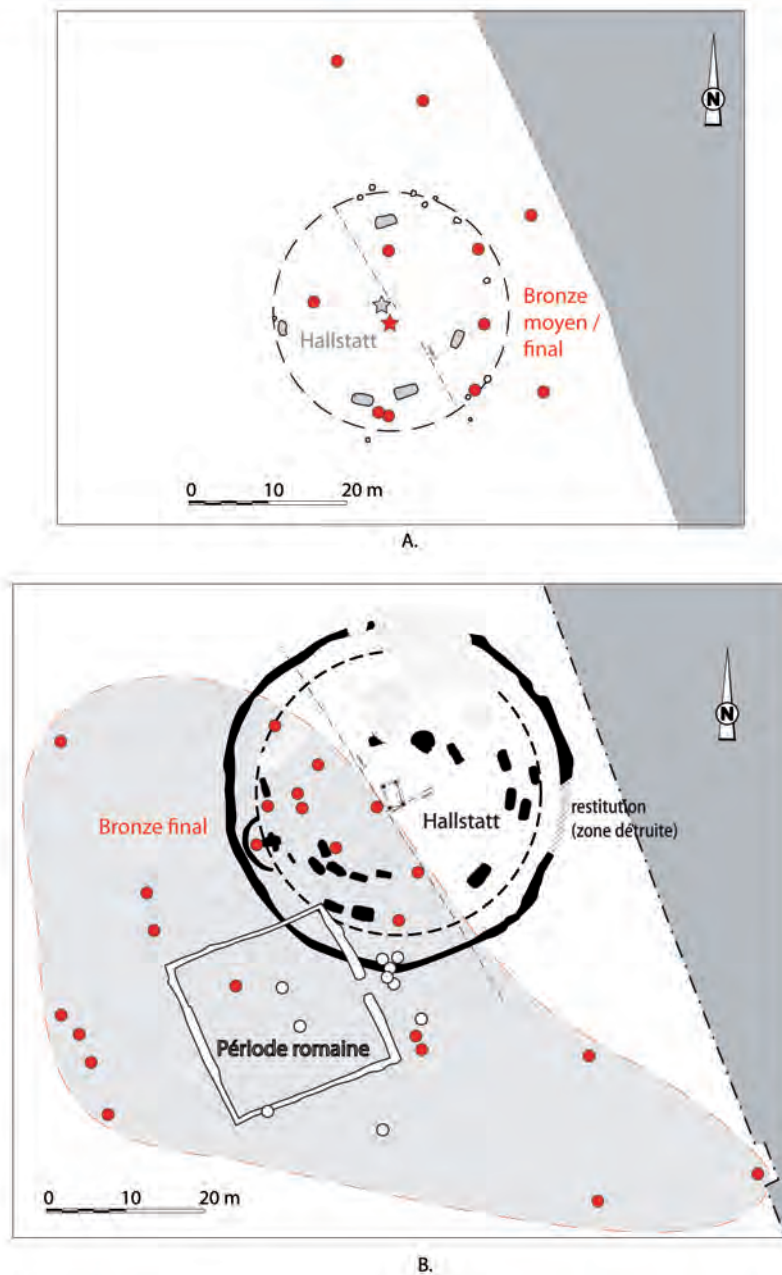 N
Bronze
moyen /
final
Hallstatt
0 10 20 m
A.
N
Bronze final
Hallstatt
restitution
(zone détruite)
Période romaine
0 10 20 m
B.